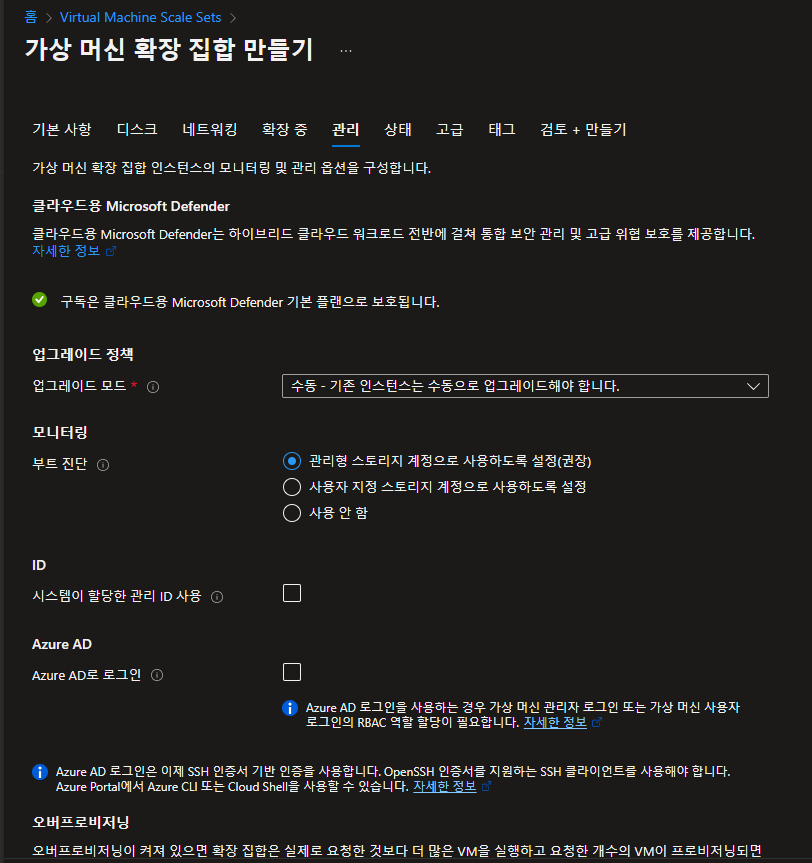 홈 > Virtual Machine Scale Sets >
가상 머신 확장 집합 만들기 ...
기본 사항 디스크 네트워킹 확장 중 관리 상태 고급 태그 검토 + 만들기
가상 머신 확장 집합 인스턴스의 모니터링 및 관리 옵션을 구성합니다.
클라우드용 Microsoft Defender
클라우드용 Microsoft Defender는 하이브리드 클라우드 워크로드 전반에 걸쳐 통합 보안 관리 및 고급 위협 보호를 제공합니다.
자세한 정보
구독은 클라우드용 Microsoft Defender 기본 플랜으로 보호됩니다.
업그레이드 정책
업그레이드 모드 * 수동 - 기존 인스턴스는 수동으로 업그레이드해야 합니다.
모니터링
부트 진단 관리형 스토리지 계정으로 사용하도록 설정(권장)
사용자 지정 스토리지 계정으로 사용하도록 설정
사용 안 함
ID
시스템이 할당한 관리 ID 사용
Azure AD
Azure AD로 로그인
Azure AD 로그인을 사용하는 경우 가상 머신 관리자 로그인 또는 가상 머신 사용자
로그인의 RBAC 역할 할당이 필요합니다. 자세한 정보
Azure AD 로그인은 이제 SSH 인증서 기반 인증을 사용합니다. OpenSSH 인증서를 지원하는 SSH 클라이언트를 사용해야 합니다.
Azure Portal에서 Azure CLI 또는 Cloud Shell을 사용할 수 있습니다. 자세한 정보
오버프로비저닝
오버프로비저닝이 켜져 있으면 확장 집합은 실제로 요청한 것보다 더 많은 VM을 실행하고 요청한 개수의 VM이 프로비저닝되면